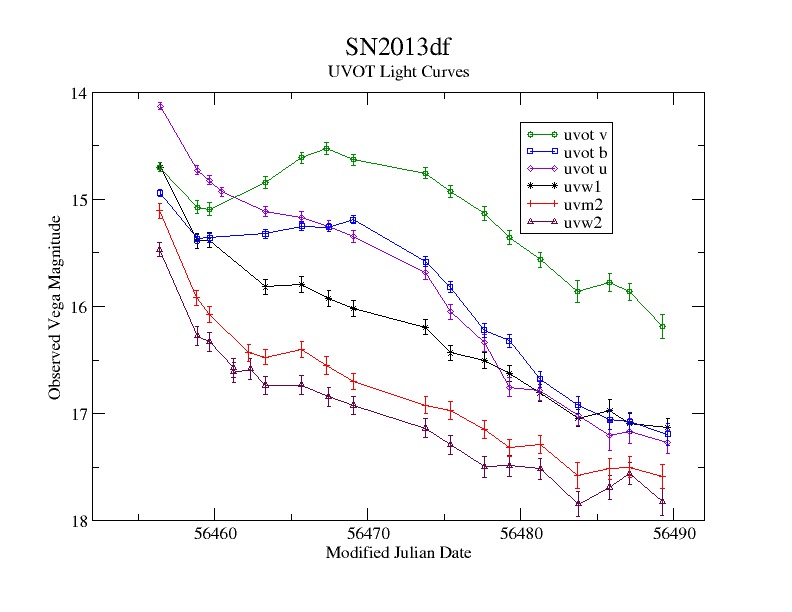 SN2013df
UVOT Light Curves
14
15
16
17
18
Observed Vega Magnitude
uvot v
uvot b
uvot u
uvw1
uvm2
uvw2
56460
56470
56480
56490
Modified Julian Date